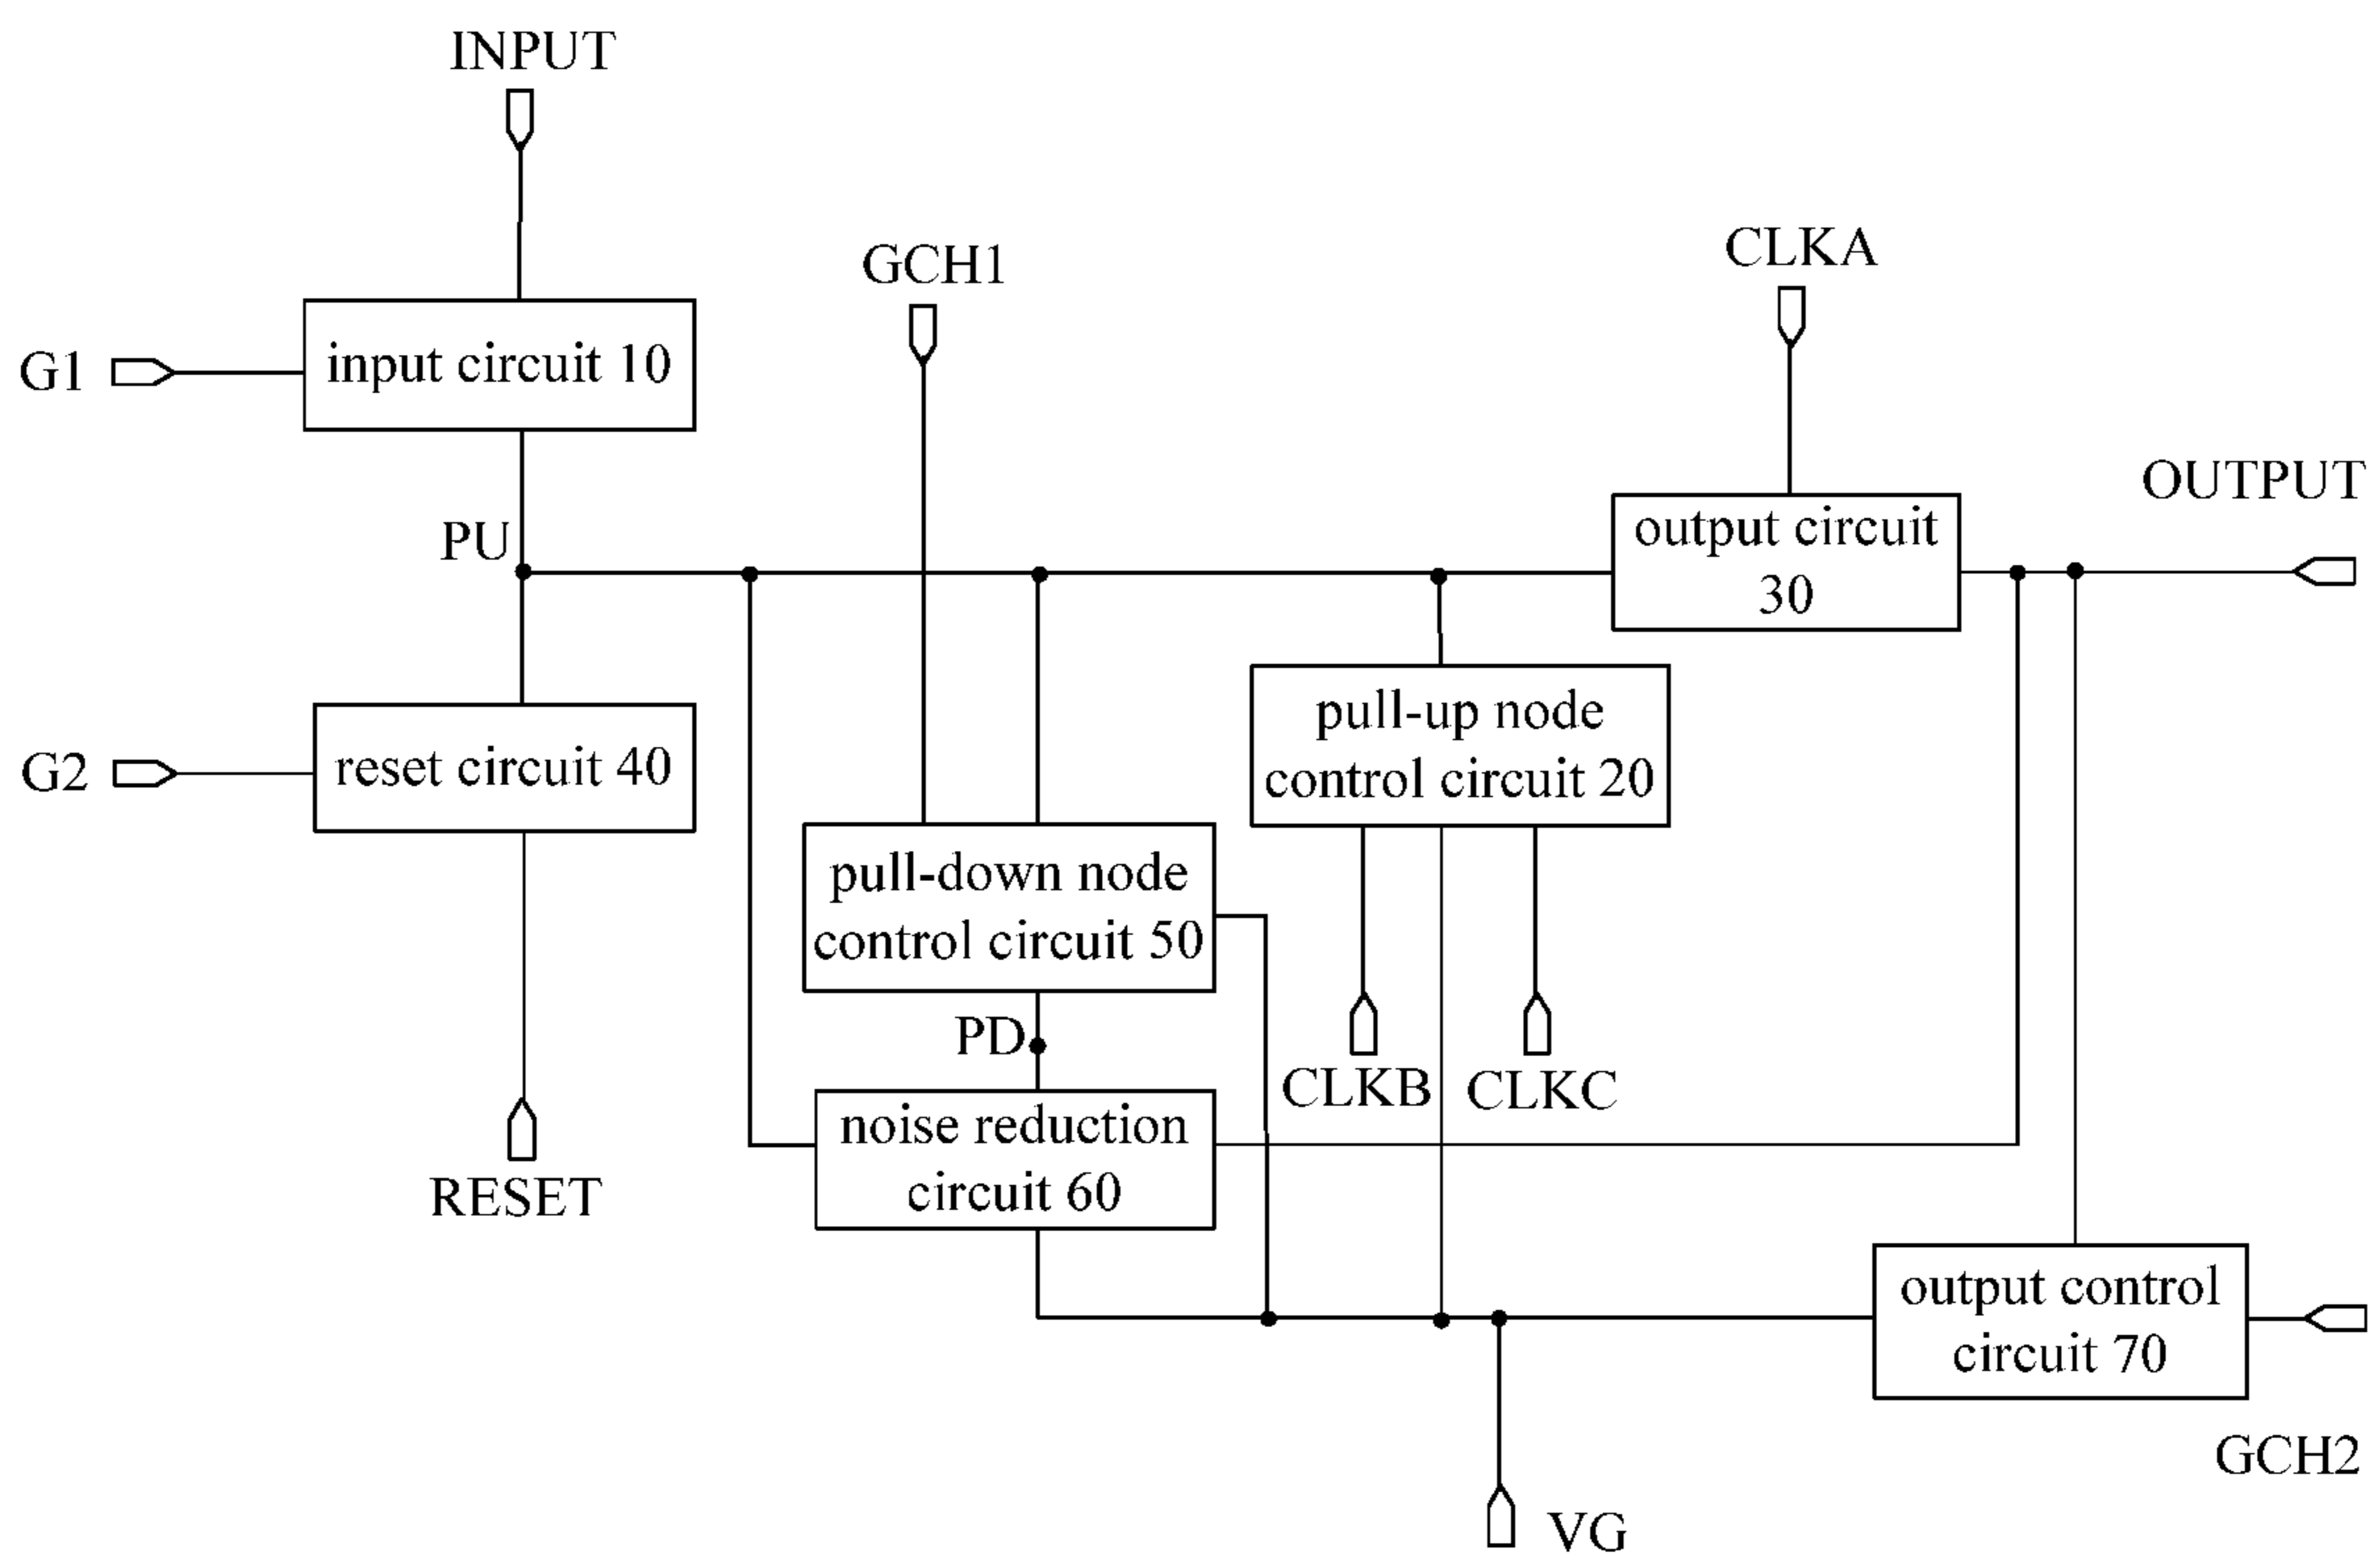 INPUT
GCH1
CLKA
G1
input circuit 10
OUTPUT
PU
output circuit
30
G2
reset circuit 40
pull-up node
control circuit 20
pull-down node
control circuit 50
PD
CLKB
CLKC
noise reduction
circuit 60
RESET
output control
circuit 70
GCH2
VG